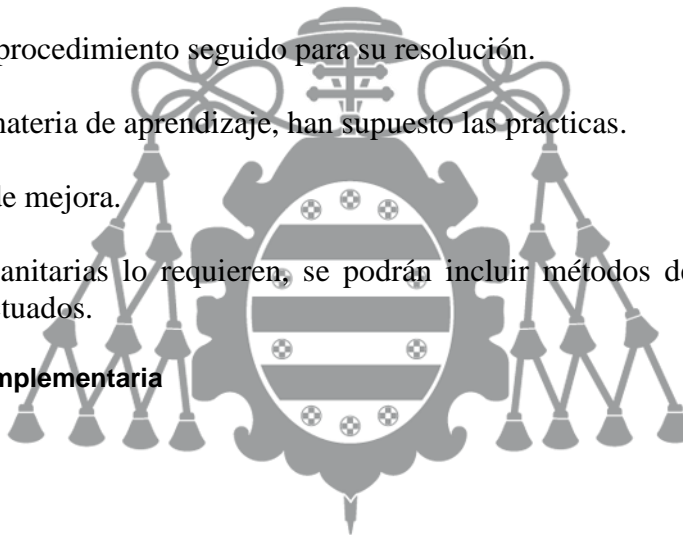 procedimiento seguido para su resolución.
materia de aprendizaje, han supuesto las prácticas.
de mejora.
anitarias lo requieren, se podrán incluir métodos de
tuados.
mplementaria